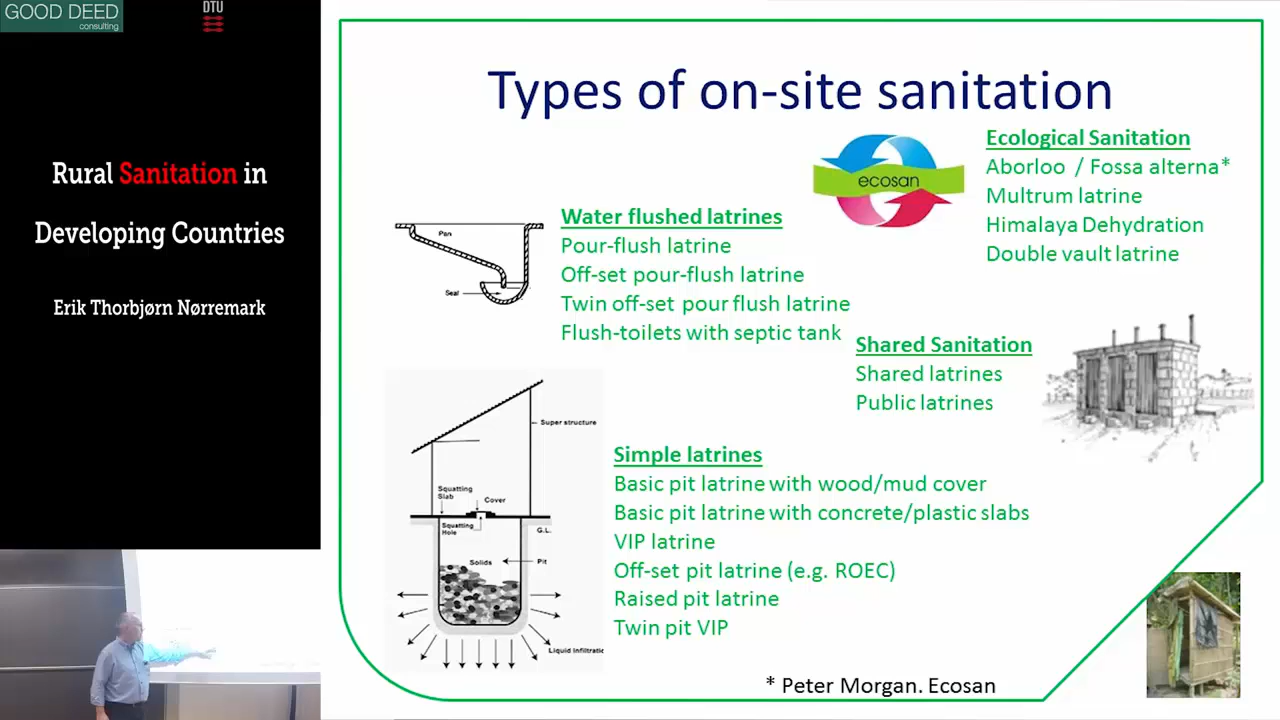 GOOD DEED
consulting
DTU
Rural Sanitation in
Developing Countries
Erik Thorbjørn Nørremark
Types of on-site sanitation
ecosan
Ecological Sanitation
Aborloo / Fossa alterna*
Multrum latrine
Himalaya Dehydration
Double vault latrine
Pan
Seal
Water flushed latrines
Pour-flush latrine
Off-set pour-flush latrine
Twin off-set pour flush latrine
Flush-toilets with septic tank
Shared Sanitation
Shared latrines
Public latrines
Super structure
Squatting
Slab
Cover
Squatting
Hole
G.L.
Solids
Pit
Liquid Infiltratic
Simple latrines
Basic pit latrine with wood/mud cover
Basic pit latrine with concrete/plastic slabs
VIP latrine
Off-set pit latrine (e.g. ROEC)
Raised pit latrine
Twin pit VIP
* Peter Morgan. Ecosan